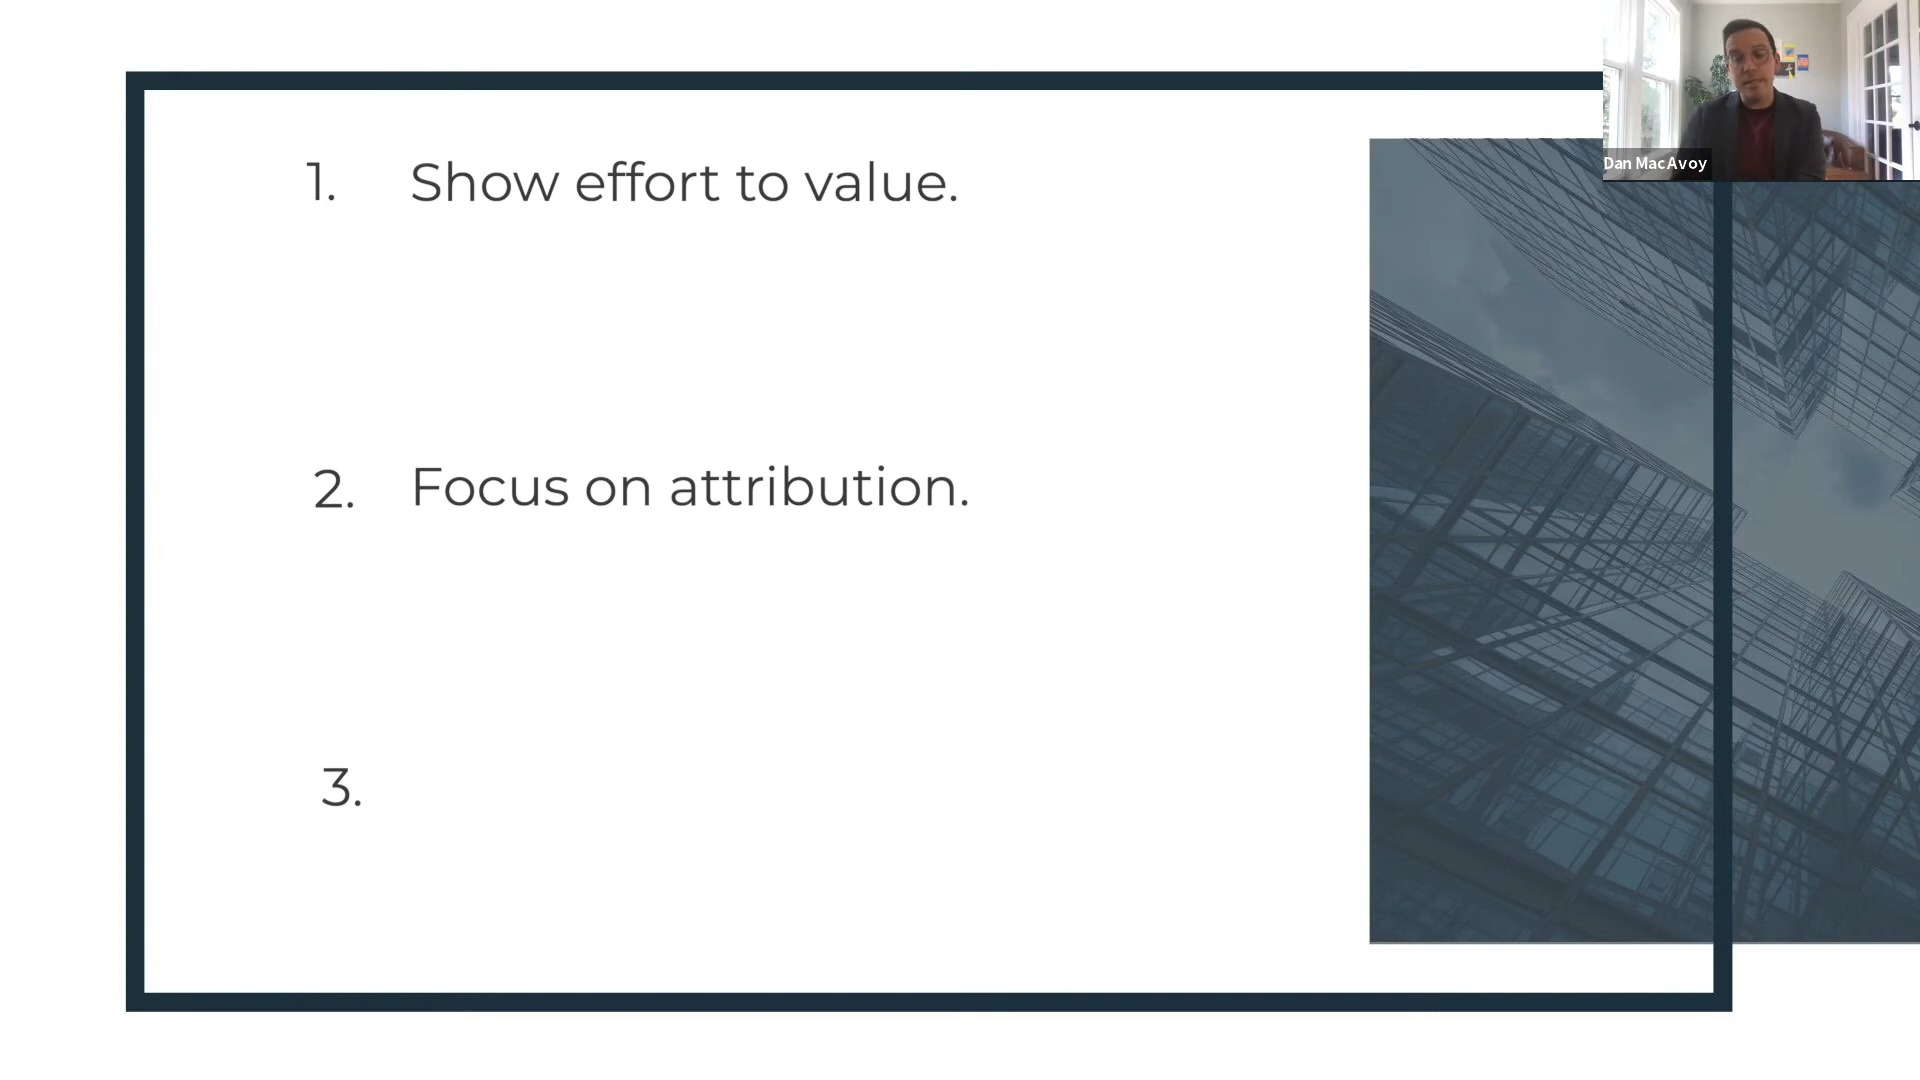 1. Show effort to value.
2. Focus on attribution.
3.
Dan MacAvoy